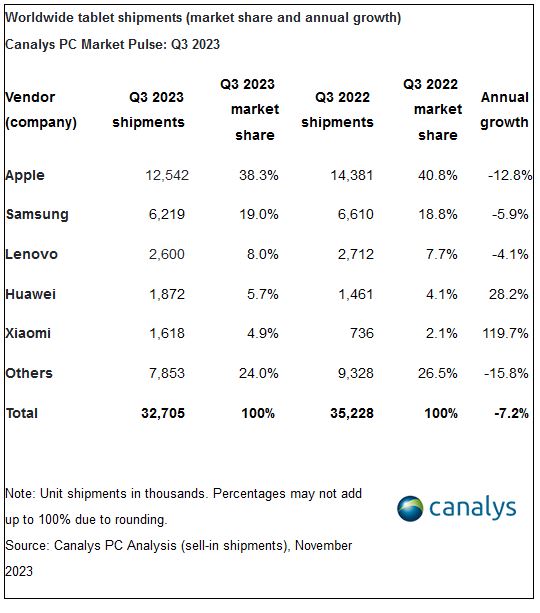 Worldwide tablet shipments (market share and annual growth)
Canalys PC Market Pulse: Q3 2023
Vendor (company) Q3 2023 shipments Q3 2023 market share Q3 2022 shipments Q3 2022 market share Annual growth
Apple 12,542 38.3% 14,381 40.8% -12.8%
Samsung 6,219 19.0% 6,610 18.8% -5.9%
Lenovo 2,600 8.0% 2,712 7.7% -4.1%
Huawei 1,872 5.7% 1,461 4.1% 28.2%
Xiaomi 1,618 4.9% 736 2.1% 119.7%
Others 7,853 24.0% 9,328 26.5% -15.8%
Total 32,705 100% 35,228 100% -7.2%
Note: Unit shipments in thousands. Percentages may not add
up to 100% due to rounding.
Source: Canalys PC Analysis (sell-in shipments), November
2023
canalys